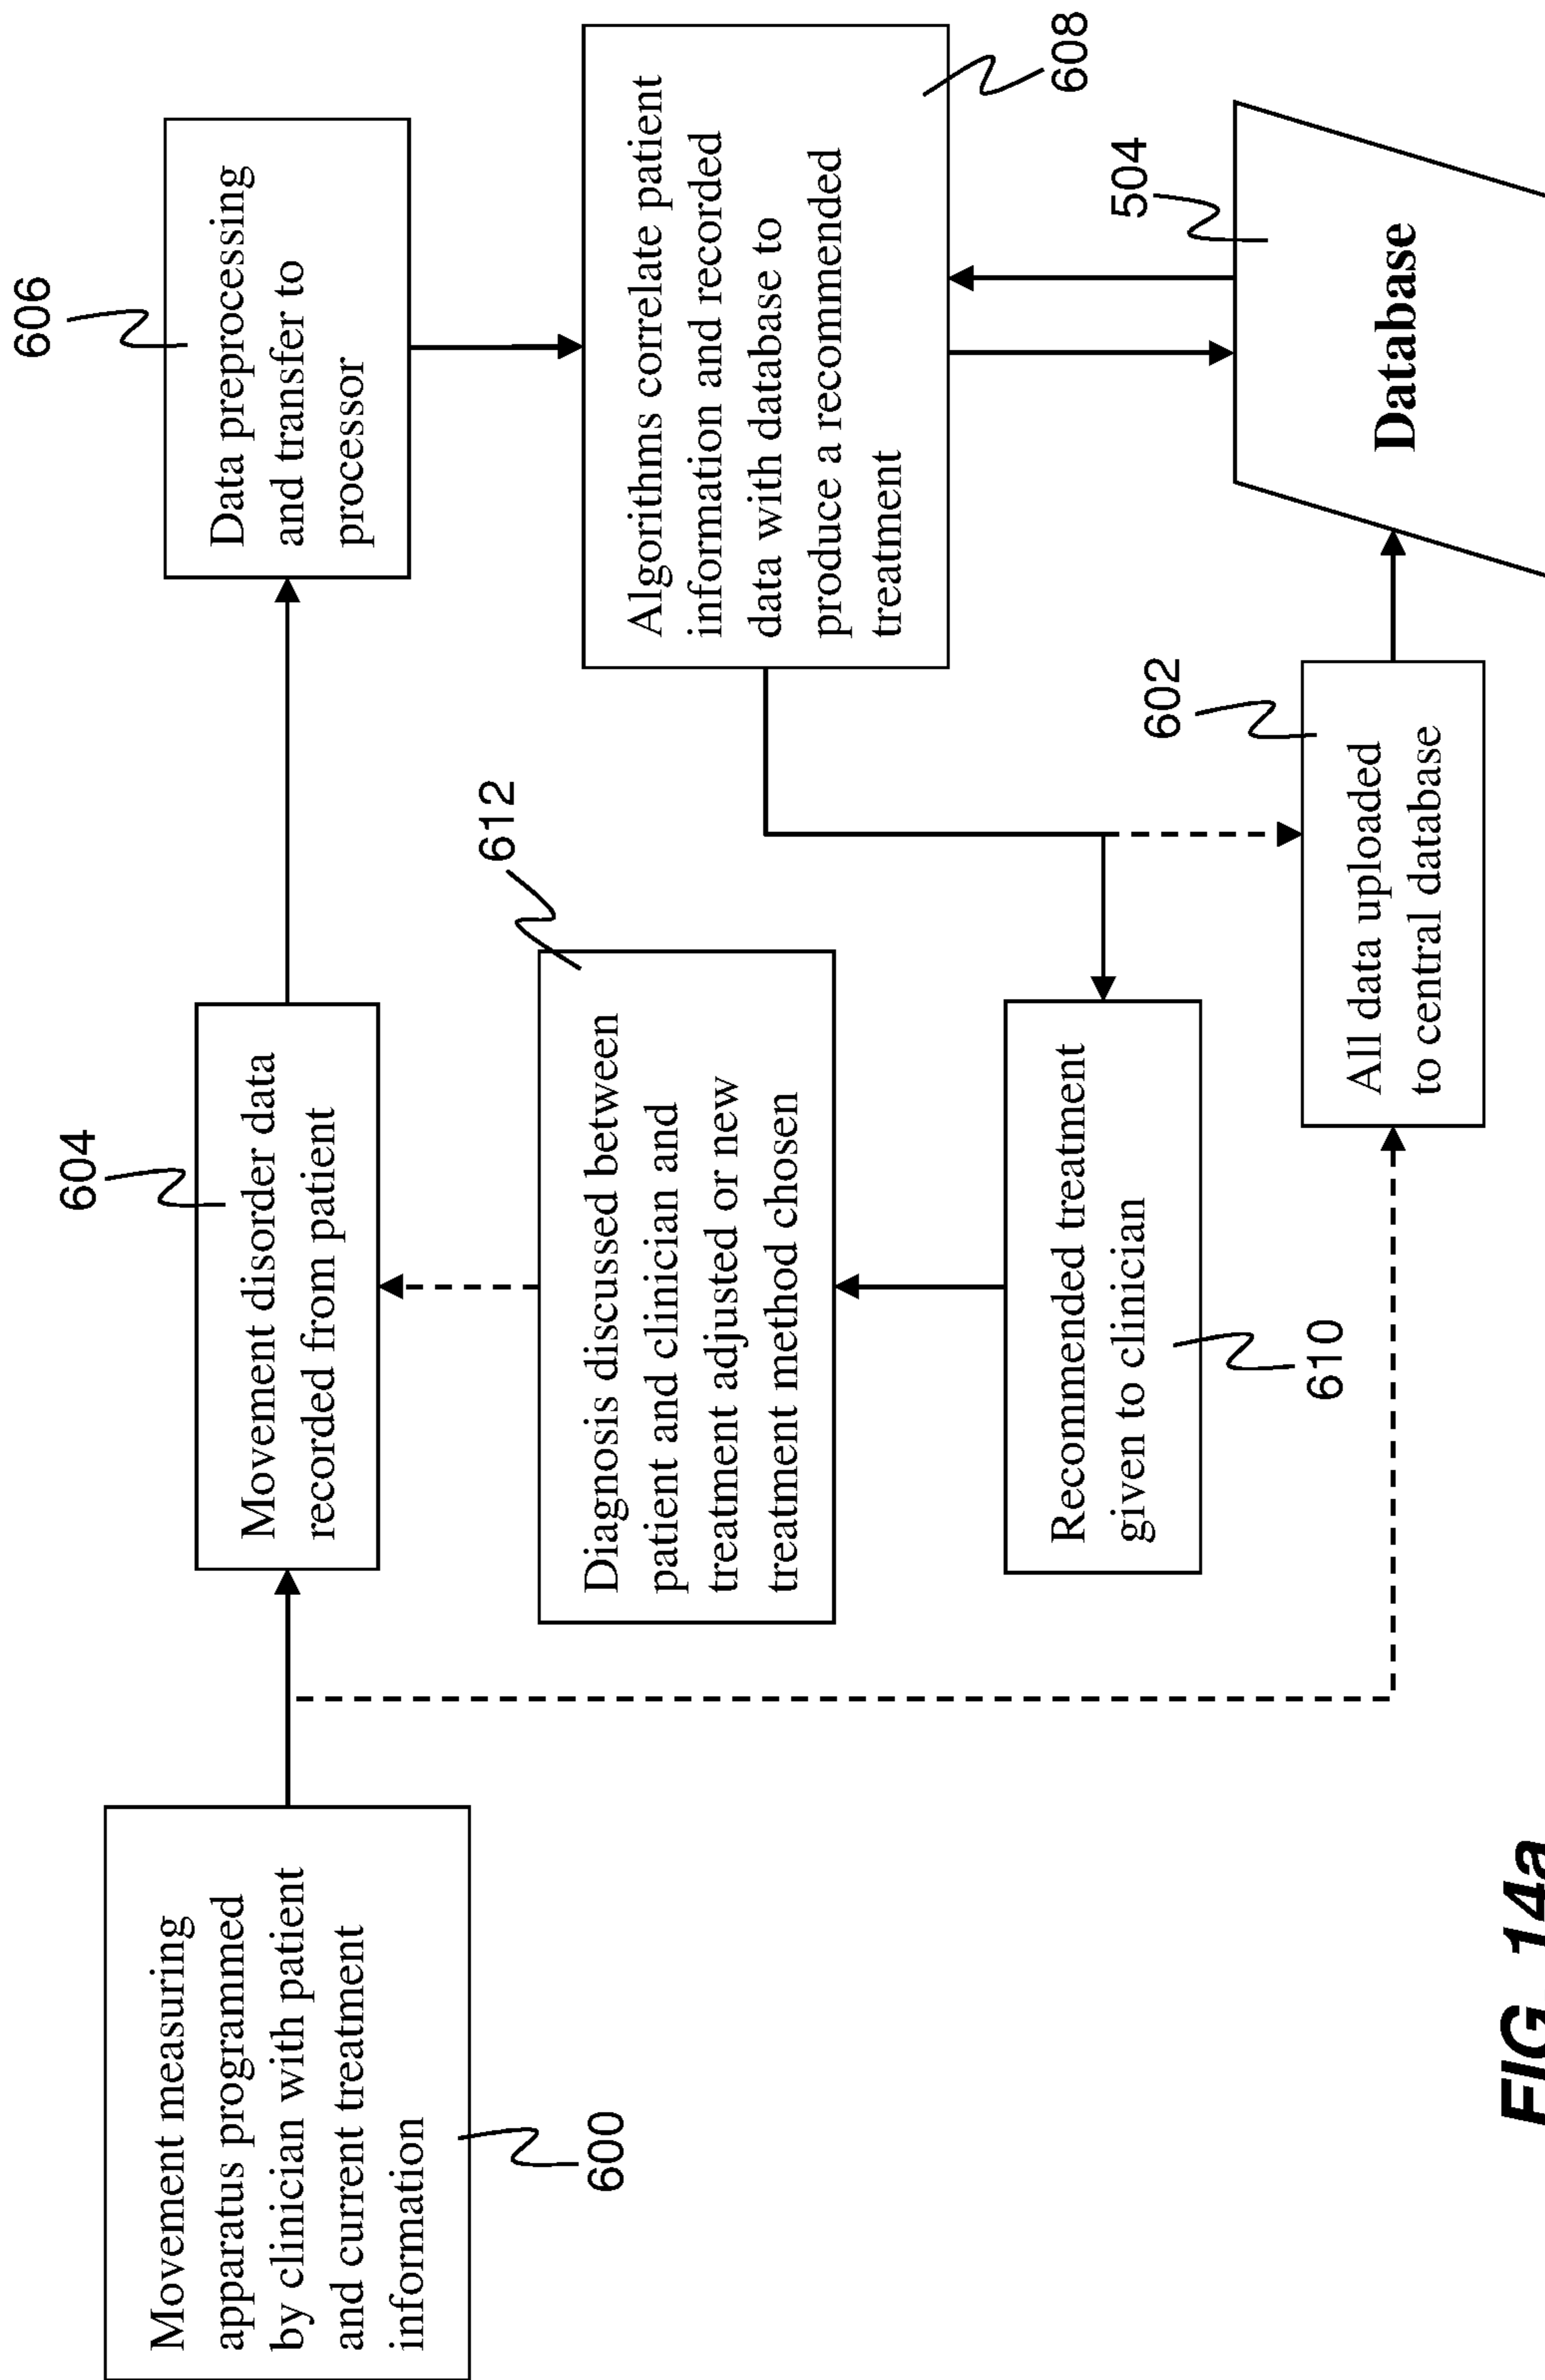 Movement measuring
apparatus programmed
by clinician with patient
and current treatment
information
600
604
Movement disorder data
recorded from patient
606
Data preprocessing
and transfer to
processor
612
Diagnosis discussed between
patient and clinician and
treatment adjusted or new
treatment method chosen
Algorithms correlate patient
information and recorded
data with database to
produce a recommended
treatment
608
Recommended treatment
given to clinician
610
602
All data uploaded
to central database
504
Database
FIG. 14a